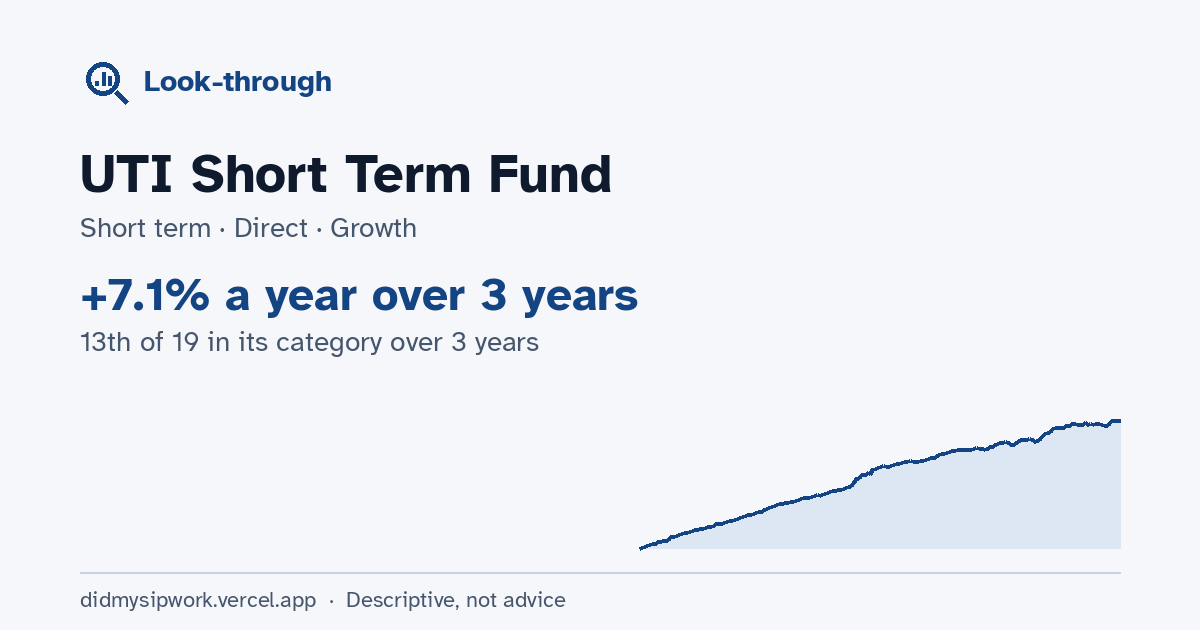 Look-through
UTI Short Term Fund
Short term · Direct · Growth
+7.1% a year over 3 years
13th of 19 in its category over 3 years
didmysipwork.vercel.app · Descriptive, not advice